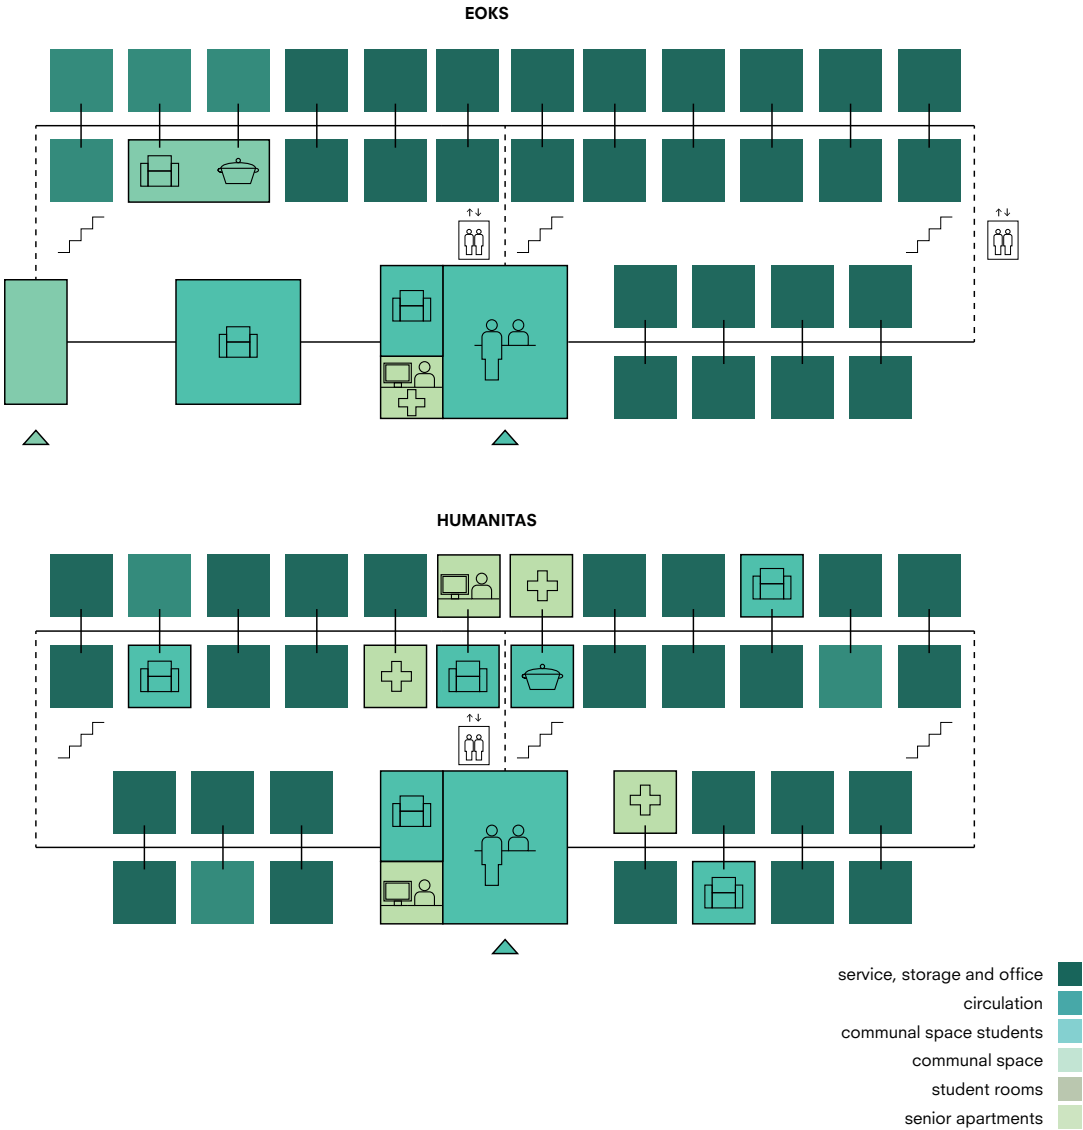 EOKS
HUMANITAS
service, storage and office
circulation
communal space students
communal space
student rooms
senior apartments